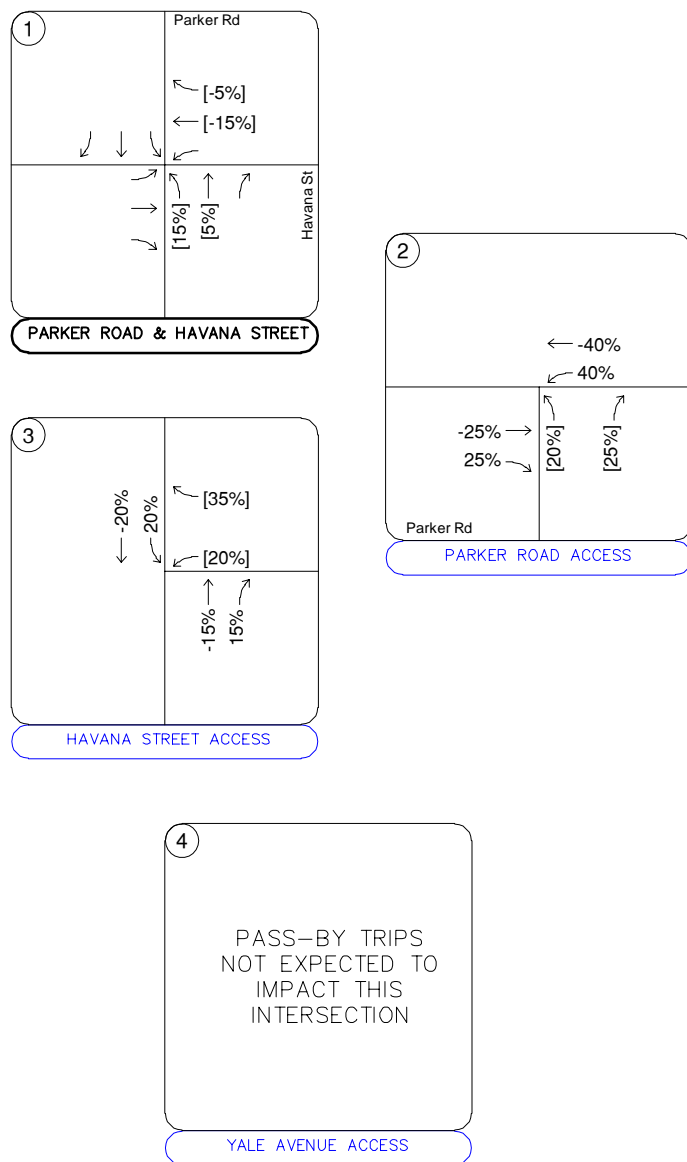 1
Parker Rd
[-5%]
[-15%]
[15%]
[5%]
Havana St
PARKER ROAD & HAVANA STREET
2
-40%
40%
-25%
25%
[20%]
[25%]
Parker Rd
PARKER ROAD ACCESS
3
-20%
20%
[35%]
[20%]
-15%
15%
HAVANA STREET ACCESS
4
PASS-BY TRIPS
NOT EXPECTED TO
IMPACT THIS
INTERSECTION
YALE AVENUE ACCESS